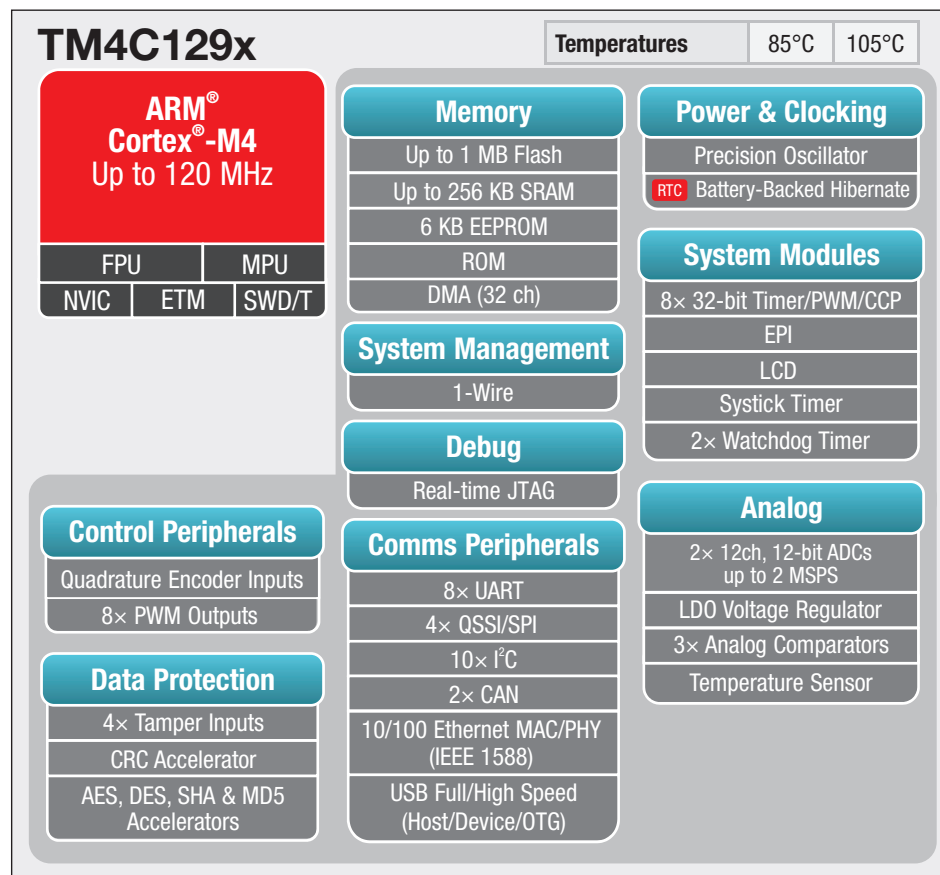 TM4C129x
Temperatures 85°C 105°C
ARM®
Cortex®-M4
Up to 120 MHz
FPU MPU
NVIC ETM SWD/T
Memory
Up to 1 MB Flash
Up to 256 KB SRAM
6 KB EEPROM
ROM
DMA (32 ch)
System Management
1-Wire
Debug
Real-time JTAG
Power & Clocking
Precision Oscillator
RTC Battery-Backed Hibernate
System Modules
8× 32-bit Timer/PWM/CCP
EPI
LCD
Systick Timer
2× Watchdog Timer
Control Peripherals
Quadrature Encoder Inputs
8× PWM Outputs
Data Protection
4× Tamper Inputs
CRC Accelerator
AES, DES, SHA & MD5
Accelerators
Comms Peripherals
8× UART
4× QSSI/SPI
10× I²C
2× CAN
10/100 Ethernet MAC/PHY
(IEEE 1588)
USB Full/High Speed
(Host/Device/OTG)
Analog
2× 12ch, 12-bit ADCs
up to 2 MSPS
LDO Voltage Regulator
3× Analog Comparators
Temperature Sensor